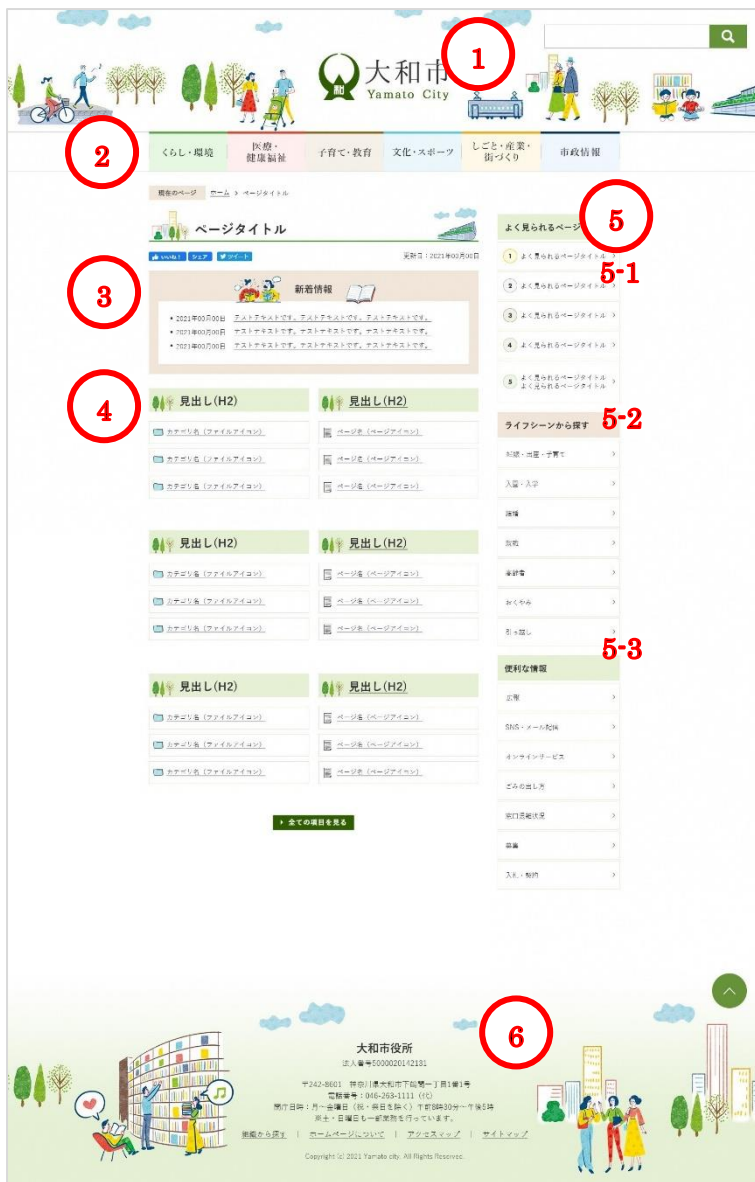 1
大和市
Yamato City
2
くらし・環境
医療・
健康福祉
子育て・教育
文化・スポーツ
しごと・産業・
街づくり
市政情報
現在のページ ホーム > ページタイトル
ページタイトル
いいね! シェア ツイート
更新日:2021年00月00日
3
新着情報
• 2021年00月00日 テストテキストです。テストテキストです。テストテキストです。
• 2021年00月00日 テストテキストです。テストテキストです。テストテキストです。
• 2021年00月00日 テストテキストです。テストテキストです。テストテキストです。
4
見出し(H2)
カテゴリ名(ファイルアイコン)
カテゴリ名(ファイルアイコン)
カテゴリ名(ファイルアイコン)
見出し(H2)
ページ名(ページアイコン)
ページ名(ページアイコン)
ページ名(ページアイコン)
見出し(H2)
カテゴリ名(ファイルアイコン)
カテゴリ名(ファイルアイコン)
カテゴリ名(ファイルアイコン)
見出し(H2)
ページ名(ページアイコン)
ページ名(ページアイコン)
ページ名(ページアイコン)
見出し(H2)
カテゴリ名(ファイルアイコン)
カテゴリ名(ファイルアイコン)
カテゴリ名(ファイルアイコン)
見出し(H2)
ページ名(ページアイコン)
ページ名(ページアイコン)
ページ名(ページアイコン)
全ての項目を見る
5
よく見られるページ
5-1
1 よく見られるページタイトル
2 よく見られるページタイトル
3 よく見られるページタイトル
4 よく見られるページタイトル
5 よく見られるページタイトル
よく見られるページタイトル
5-2
ライフシーンから探す
妊娠・出産・子育て
入園・入学
結婚
高齢者
おくやみ
引っ越し
5-3
便利な情報
広報
SNS・メール配信
オンラインサービス
ごみの出し方
窓口混雑状況
募集
入札・契約
6
大和市役所
法人番号5000020142131
〒242-8601 神奈川県大和市下鶴間一丁目1番1号
電話番号:046-263-1111(代)
開庁日時:月〜金曜日(祝・祭日を除く)午前8時30分〜午後5時
※土・日曜日も一部業務を行っています。
組織から探す | ホームページについて | アクセスマップ | サイトマップ
Copyright (c) 2021 Yamato city. All Rights Reserves.